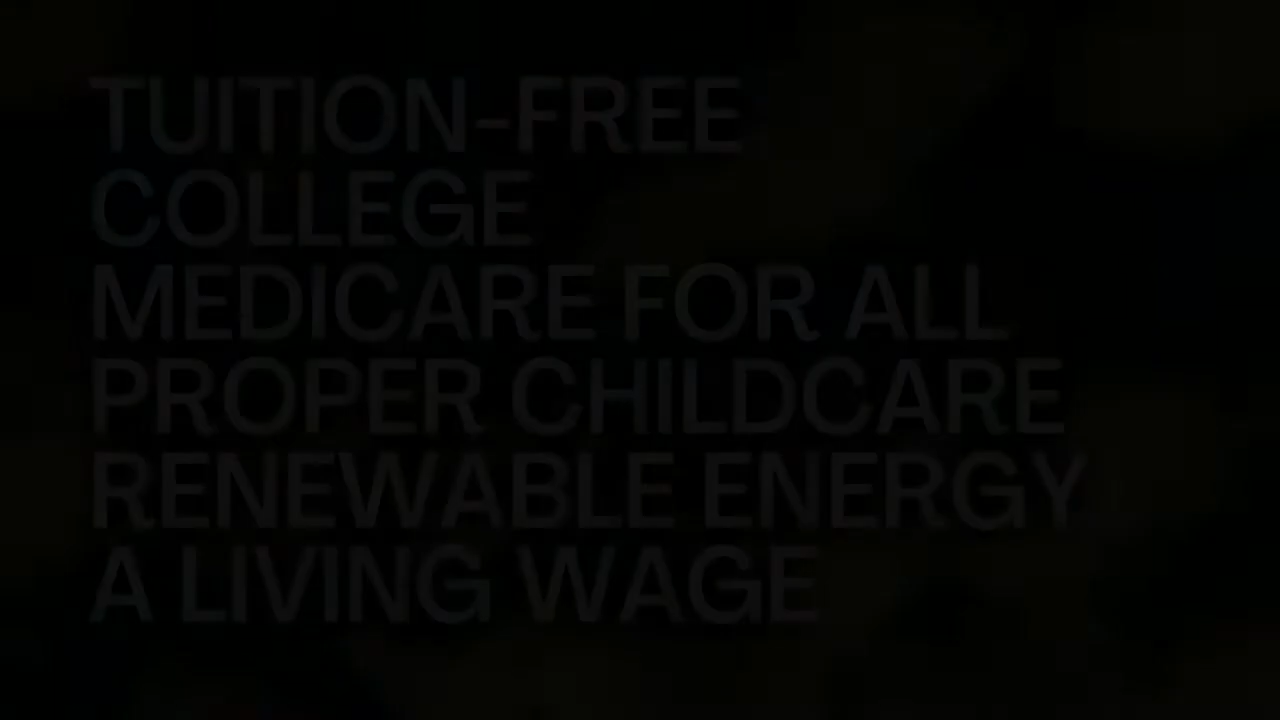 TUITION-FREE
COLLEGE
MEDICARE FOR ALL
PROPER CHILDCARE
RENEWABLE ENERGY
A LIVING WAGE